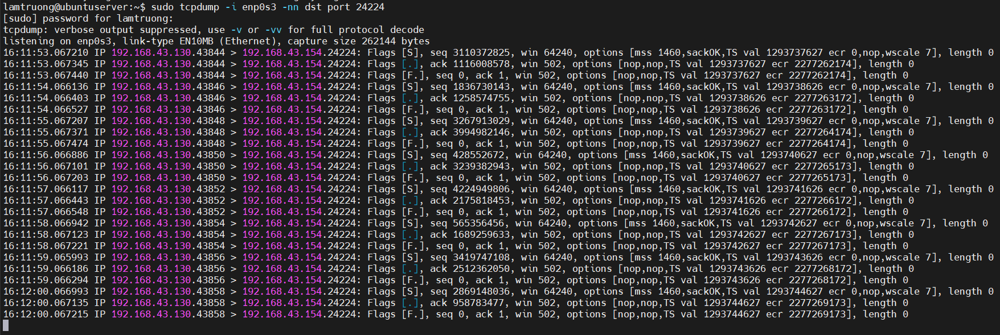 lamtruong@ubuntuserver:~$ sudo tcpdump -i enp0s3 -nn dst port 24224
[sudo] password for lamtruong:
tcpdump: verbose output suppressed, use -v or -vv for full protocol decode
listening on enp0s3, link-type EN10MB (Ethernet), capture size 262144 bytes
16:11:53.067210 IP 192.168.43.130.43844 > 192.168.43.154.24224: Flags [S], seq 3110372825, win 64240, options [mss 1460,sackOK,TS val 1293737627 ecr 0,nop,wscale 7], length 0
16:11:53.067345 IP 192.168.43.130.43844 > 192.168.43.154.24224: Flags [.], ack 1116008578, win 502, options [nop,nop,TS val 1293737627 ecr 2277262174], length 0
16:11:53.067440 IP 192.168.43.130.43844 > 192.168.43.154.24224: Flags [F.], seq 0, ack 1, win 502, options [nop,nop,TS val 1293737627 ecr 2277262174], length 0
16:11:54.066136 IP 192.168.43.130.43846 > 192.168.43.154.24224: Flags [S], seq 1836730143, win 64240, options [mss 1460,sackOK,TS val 1293738626 ecr 0,nop,wscale 7], length 0
16:11:54.066403 IP 192.168.43.130.43846 > 192.168.43.154.24224: Flags [.], ack 1258574755, win 502, options [nop,nop,TS val 1293738626 ecr 2277263172], length 0
16:11:54.066527 IP 192.168.43.130.43846 > 192.168.43.154.24224: Flags [F.], seq 0, ack 1, win 502, options [nop,nop,TS val 1293738626 ecr 2277263172], length 0
16:11:55.067207 IP 192.168.43.130.43848 > 192.168.43.154.24224: Flags [S], seq 3267913029, win 64240, options [mss 1460,sackOK,TS val 1293739627 ecr 0,nop,wscale 7], length 0
16:11:55.067371 IP 192.168.43.130.43848 > 192.168.43.154.24224: Flags [.], ack 3994982146, win 502, options [nop,nop,TS val 1293739627 ecr 2277264174], length 0
16:11:55.067474 IP 192.168.43.130.43848 > 192.168.43.154.24224: Flags [F.], seq 0, ack 1, win 502, options [nop,nop,TS val 1293739627 ecr 2277264174], length 0
16:11:56.066886 IP 192.168.43.130.43850 > 192.168.43.154.24224: Flags [S], seq 428552672, win 64240, options [mss 1460,sackOK,TS val 1293740627 ecr 0,nop,wscale 7], length 0
16:11:56.067101 IP 192.168.43.130.43850 > 192.168.43.154.24224: Flags [.], ack 3239382943, win 502, options [nop,nop,TS val 1293740627 ecr 2277265173], length 0
16:11:56.067203 IP 192.168.43.130.43850 > 192.168.43.154.24224: Flags [F.], seq 0, ack 1, win 502, options [nop,nop,TS val 1293740627 ecr 2277265173], length 0
16:11:57.066117 IP 192.168.43.130.43852 > 192.168.43.154.24224: Flags [S], seq 4224949806, win 64240, options [mss 1460,sackOK,TS val 1293741626 ecr 0,nop,wscale 7], length 0
16:11:57.066443 IP 192.168.43.130.43852 > 192.168.43.154.24224: Flags [.], ack 2175818453, win 502, options [nop,nop,TS val 1293741626 ecr 2277266172], length 0
16:11:57.066548 IP 192.168.43.130.43852 > 192.168.43.154.24224: Flags [F.], seq 0, ack 1, win 502, options [nop,nop,TS val 1293741626 ecr 2277266172], length 0
16:11:58.066942 IP 192.168.43.130.43854 > 192.168.43.154.24224: Flags [S], seq 565356456, win 64240, options [mss 1460,sackOK,TS val 1293742627 ecr 0,nop,wscale 7], length 0
16:11:58.067123 IP 192.168.43.130.43854 > 192.168.43.154.24224: Flags [.], ack 1689259633, win 502, options [nop,nop,TS val 1293742627 ecr 2277267173], length 0
16:11:58.067221 IP 192.168.43.130.43854 > 192.168.43.154.24224: Flags [F.], seq 0, ack 1, win 502, options [nop,nop,TS val 1293742627 ecr 2277267173], length 0
16:11:59.065993 IP 192.168.43.130.43856 > 192.168.43.154.24224: Flags [S], seq 3419747108, win 64240, options [mss 1460,sackOK,TS val 1293743626 ecr 0,nop,wscale 7], length 0
16:11:59.066186 IP 192.168.43.130.43856 > 192.168.43.154.24224: Flags [.], ack 2512362050, win 502, options [nop,nop,TS val 1293743626 ecr 2277268172], length 0
16:11:59.066294 IP 192.168.43.130.43856 > 192.168.43.154.24224: Flags [F.], seq 0, ack 1, win 502, options [nop,nop,TS val 1293743626 ecr 2277268172], length 0
16:12:00.066993 IP 192.168.43.130.43858 > 192.168.43.154.24224: Flags [S], seq 2869148036, win 64240, options [mss 1460,sackOK,TS val 1293744627 ecr 0,nop,wscale 7], length 0
16:12:00.067135 IP 192.168.43.130.43858 > 192.168.43.154.24224: Flags [.], ack 958783477, win 502, options [nop,nop,TS val 1293744627 ecr 2277269173], length 0
16:12:00.067215 IP 192.168.43.130.43858 > 192.168.43.154.24224: Flags [F.], seq 0, ack 1, win 502, options [nop,nop,TS val 1293744627 ecr 2277269173], length 0